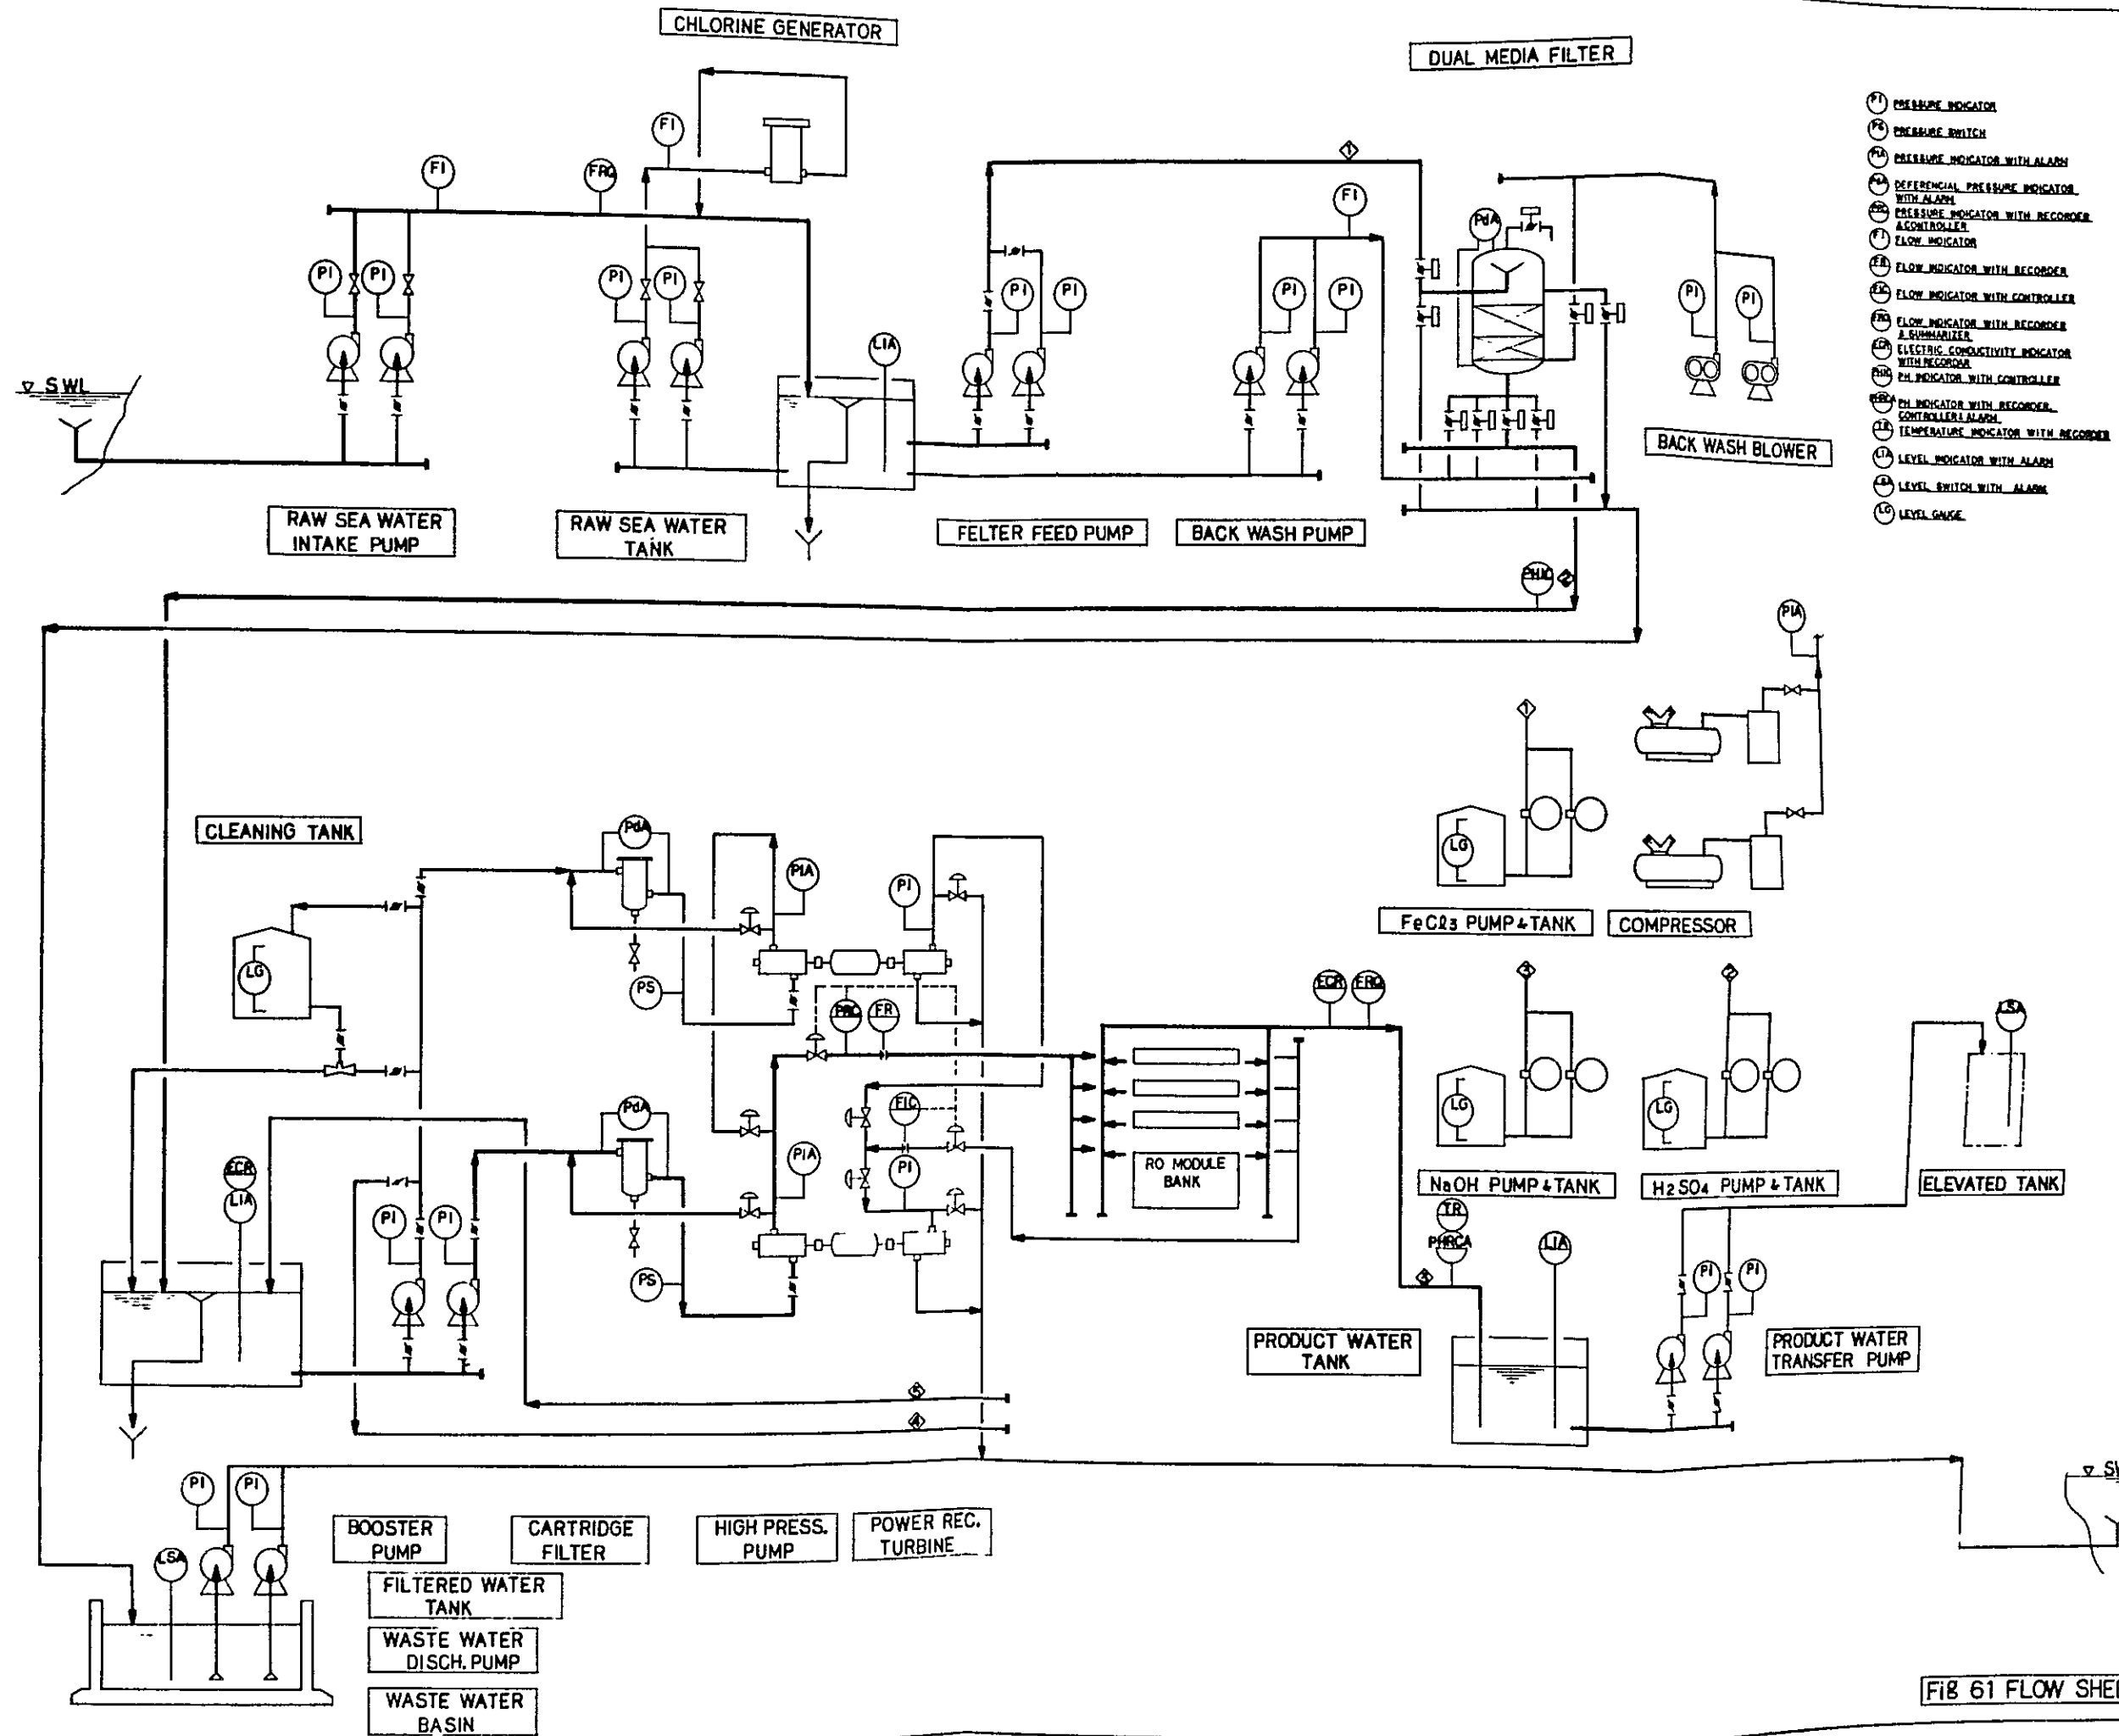 CHLORINE GENERATOR
DUAL MEDIA FILTER
PI PRESSURE INDICATOR
PS PRESSURE SWITCH
PIA PRESSURE INDICATOR WITH ALARM
PdA DEFERENCIAL PRESSURE INDICATOR
WITH ALARM
PRC PRESSURE INDICATOR WITH RECORDER
& CONTROLLER
FI FLOW INDICATOR
FR FLOW INDICATOR WITH RECORDER
FIC FLOW INDICATOR WITH CONTROLLER
FRQ FLOW INDICATOR WITH RECORDER
& SUMMARIZER
ECR ELECTRIC CONDUCTIVITY INDICATOR
WITH RECORDAR
PHIC PH INDICATOR WITH CONTROLLER
PHRCA PH INDICATOR WITH RECORDER,
CONTROLLER & ALARM
TR TEMPERATURE INDICATOR WITH RECORDER
LIA LEVEL INDICATOR WITH ALARM
LSA LEVEL SWITCH WITH ALARM
LG LEVEL GAUGE
FI
FI
FRQ
1
FI
PdA
PI
PI
PI
PI
PI
PI
PI
PI
PI
PI
LIA
SWL
BACK WASH BLOWER
RAW SEA WATER
INTAKE PUMP
RAW SEA WATER
TANK
FELTER FEED PUMP
BACK WASH PUMP
PHIC
2
PIA
1
CLEANING TANK
PdA
PIA
PI
LG
FeCl3 PUMP & TANK
COMPRESSOR
LG
PS
PRC
FR
ECR
FRQ
3
2
LSA
PdA
FIC
LG
LG
PIA
PI
RO MODULE
BANK
NaOH PUMP & TANK
H2SO4 PUMP & TANK
ELEVATED TANK
ECR
LIA
PI
PI
PS
TR
PHRCA
3
LIA
PI
PI
PRODUCT WATER
TANK
PRODUCT WATER
TRANSFER PUMP
5
4
PI
PI
SW
LSA
BOOSTER
PUMP
CARTRIDGE
FILTER
HIGH PRESS.
PUMP
POWER REC.
TURBINE
FILTERED WATER
TANK
WASTE WATER
DISCH. PUMP
WASTE WATER
BASIN
Fig 61 FLOW SHE